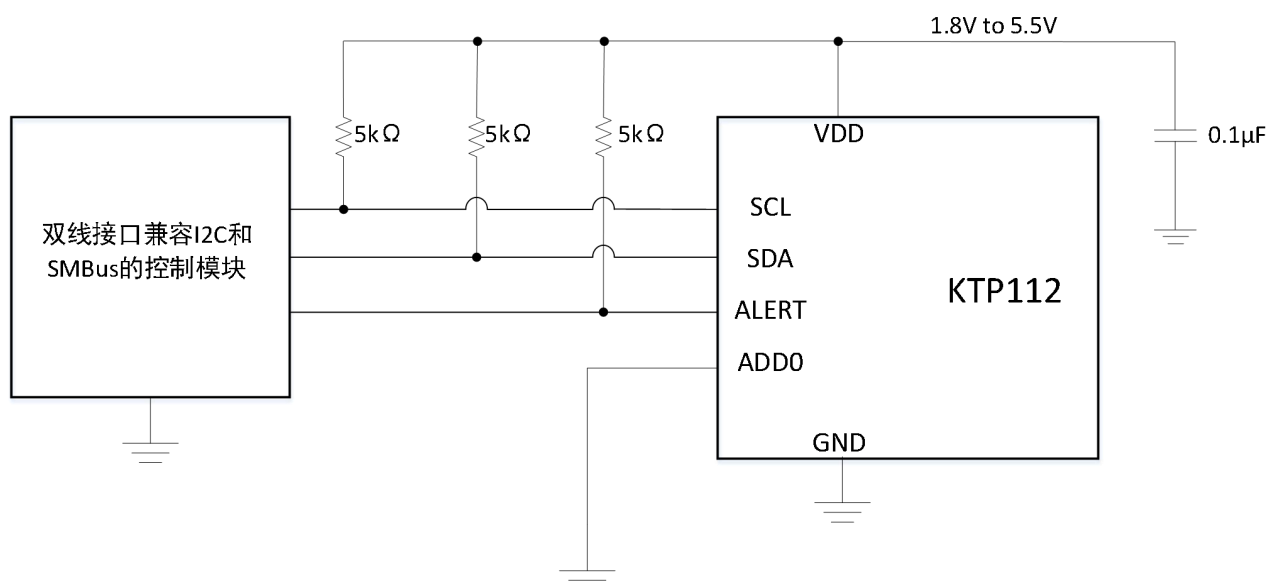 1.8V to 5.5V
5kΩ
5kΩ
5kΩ
VDD
0.1μF
双线接口兼容I2C和
SMBus的控制模块
SCL
SDA
KTP112
ALERT
ADD0
GND